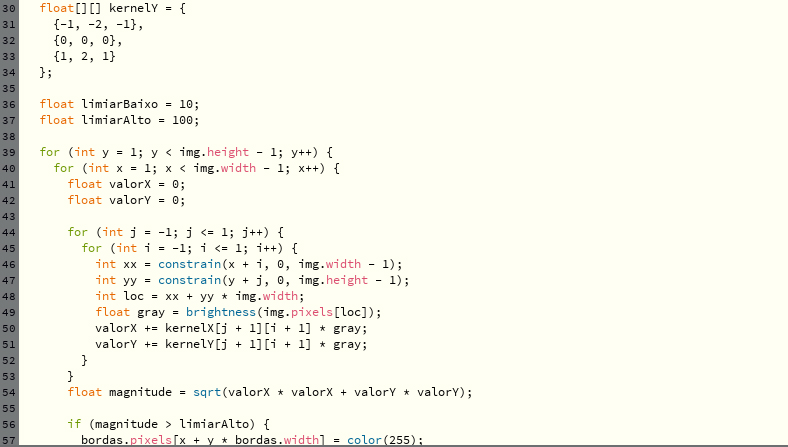 30 float[][] kernelY = {
31 {-1, -2, -1},
32 {0, 0, 0},
33 {1, 2, 1}
34 };
35
36 float limiarBaixo = 10;
37 float limiarAlto = 100;
38
39 for (int y = 1; y < img.height - 1; y++) {
40 for (int x = 1; x < img.width - 1; x++) {
41 float valorX = 0;
42 float valorY = 0;
43
44 for (int j = -1; j <= 1; j++) {
45 for (int i = -1; i <= 1; i++) {
46 int xx = constrain(x + i, 0, img.width - 1);
47 int yy = constrain(y + j, 0, img.height - 1);
48 int loc = xx + yy * img.width;
49 float gray = brightness(img.pixels[loc]);
50 valorX += kernelX[j + 1][i + 1] * gray;
51 valorY += kernelY[j + 1][i + 1] * gray;
52 }
53 }
54 float magnitude = sqrt(valorX * valorX + valorY * valorY);
55
56 if (magnitude > limiarAlto) {
57 bordas.pixels[x + y * bordas.width] = color(255);